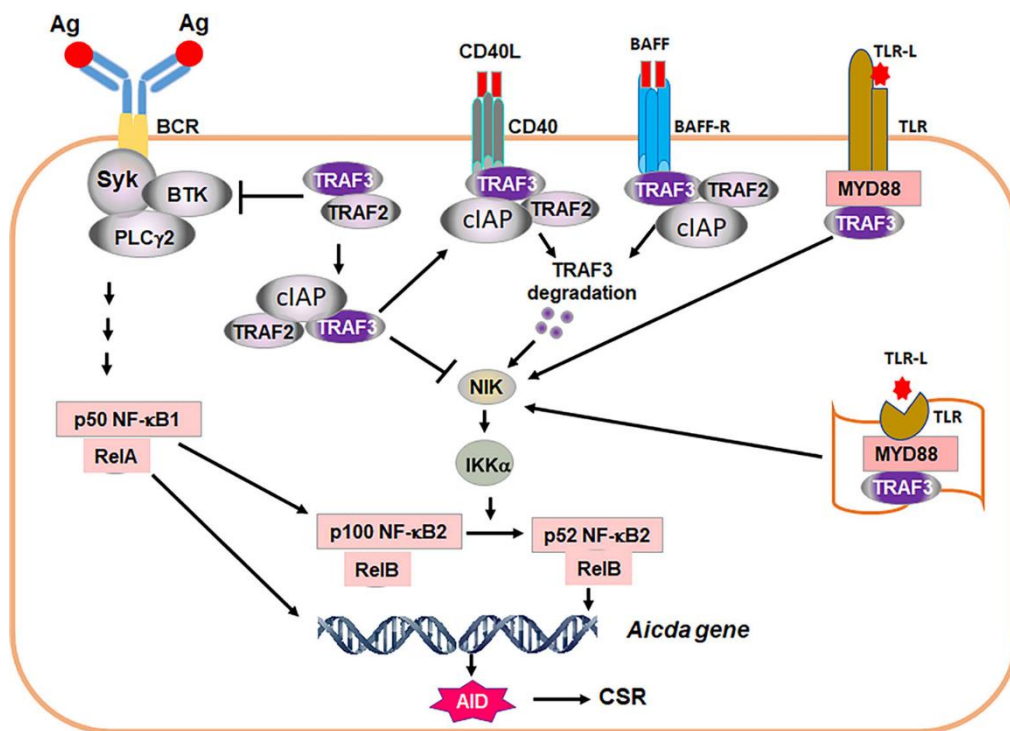 Ag
Ag
BCR
Syk
BTK
PLCγ2
TRAF3
TRAF2
cIAP
TRAF2
TRAF3
CD40L
CD40
TRAF3
cIAP
TRAF2
BAFF
BAFF-R
TRAF3
TRAF2
cIAP
TLR-L
TLR
MYD88
TRAF3
TRAF3
degradation
NIK
IKKα
TLR-L
TLR
MYD88
TRAF3
p50 NF-κB1
RelA
p100 NF-κB2
RelB
p52 NF-κB2
RelB
Aicda gene
AID
CSR